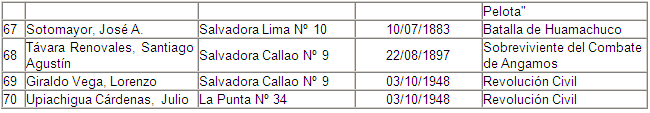 Pelota"
67 Sotomayor, José A. Salvadora Lima Nº 10 10/07/1883 Batalla de Huamachuco
68 Távara Renovales, Santiago Agustín Salvadora Callao Nº 9 22/08/1897 Sobreviviente del Combate de Angamos
69 Giraldo Vega, Lorenzo Salvadora Callao Nº 9 03/10/1948 Revolución Civil
70 Upiachigua Cárdenas, Julio La Punta Nº 34 03/10/1948 Revolución Civil